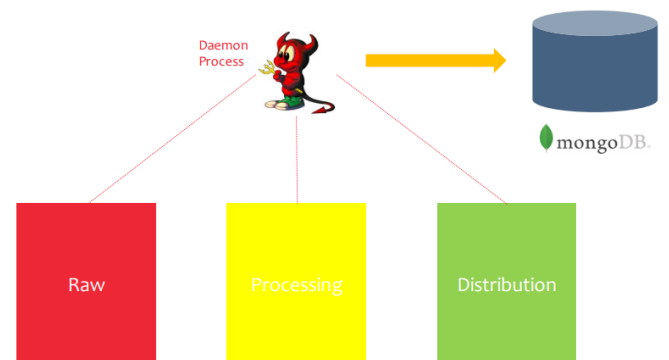 Daemon
Process
mongoDB.
Raw
Processing
Distribution